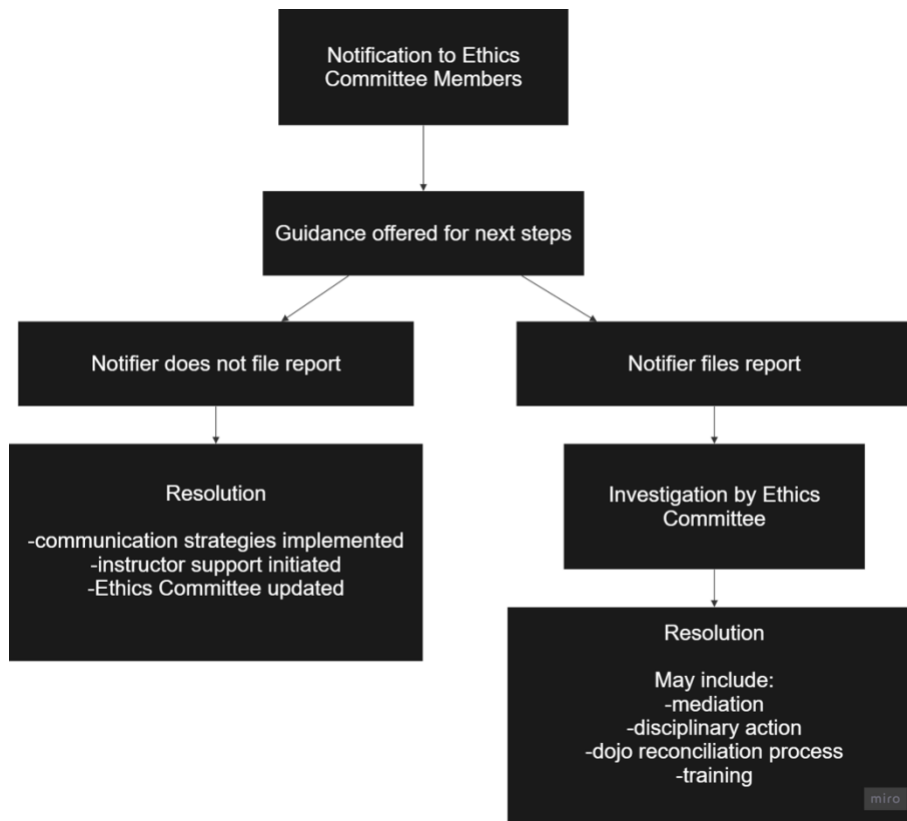 Notification to Ethics
Committee Members
Guidance offered for next steps
Notifier does not file report
Notifier files report
Resolution
-communication strategies implemented
-instructor support initiated
-Ethics Committee updated
Investigation by Ethics
Committee
Resolution
May include:
-mediation
-disciplinary action
-dojo reconciliation process
-training
miro